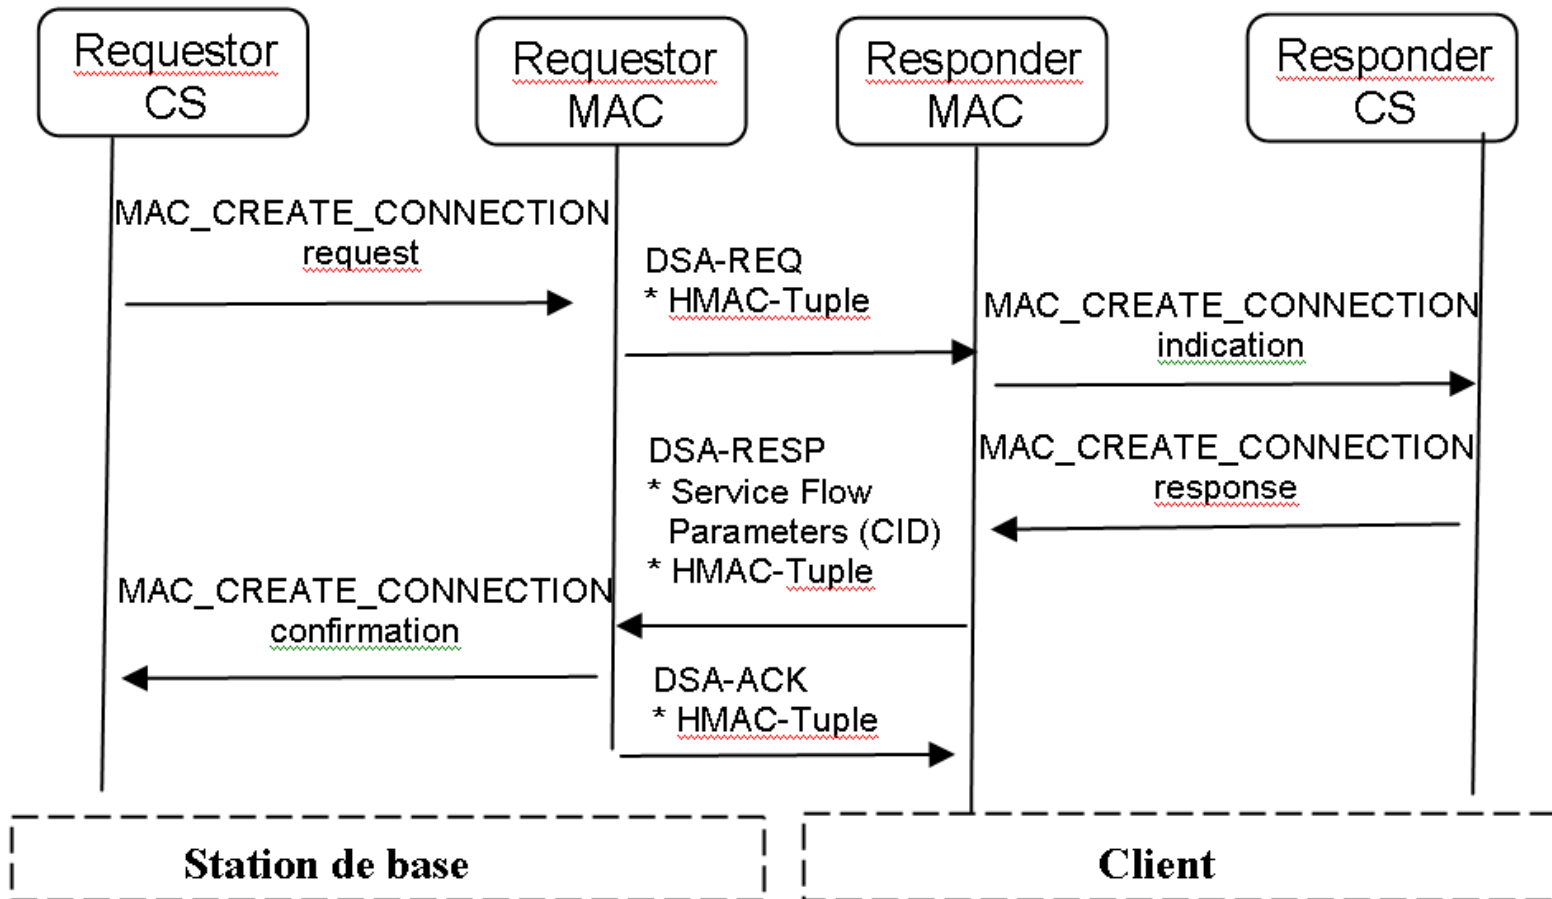 Requestor
CS
Requestor
MAC
Responder
MAC
Responder
CS
MAC_CREATE_CONNECTION
request
DSA-REQ
* HMAC-Tuple
MAC_CREATE_CONNECTION
indication
DSA-RESP
* Service Flow
Parameters (CID)
* HMAC-Tuple
MAC_CREATE_CONNECTION
response
MAC_CREATE_CONNECTION
confirmation
DSA-ACK
* HMAC-Tuple
Station de base
Client